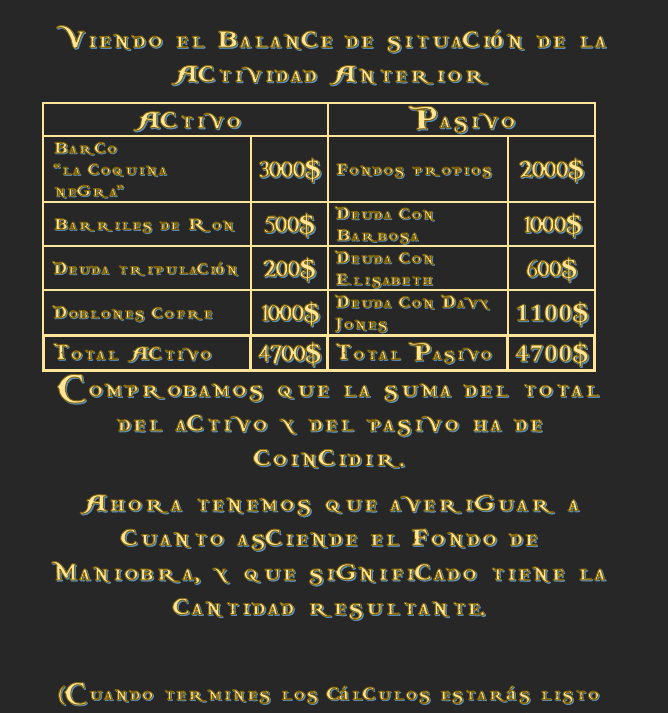 Viendo el Balance de situación de la
Actividad Anterior
Activo Pasivo
Barco
"la Coquina
negra" 3000$ Fondos propios 2000$
Barriles de Ron 500$ Deuda Con
Barbosa 1000$
Deuda tripulación 200$ Deuda Con
Elisabeth 600$
Doblones Cofre 1000$ Deuda Con Davy
Jones 1100$
Total Activo 4700$ Total Pasivo 4700$
Comprobamos que la suma del total
del activo y del pasivo ha de
coincidir.
Ahora tenemos que averiguar a
cuanto asciende el Fondo de
Maniobra, y que significado tiene la
cantidad resultante.
(Cuando termines los cálculos estarás listo